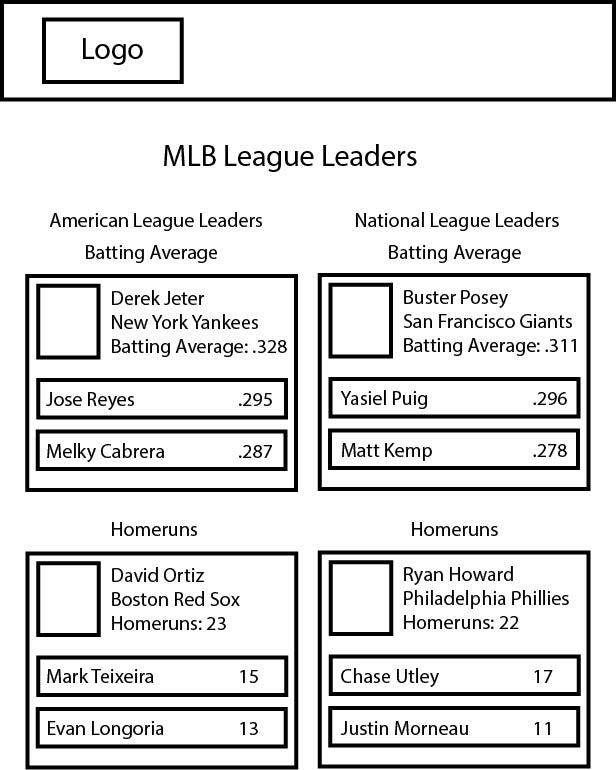 Logo
MLB League Leaders
American League Leaders
Batting Average
Derek Jeter
New York Yankees
Batting Average: .328
Jose Reyes .295
Melky Cabrera .287
National League Leaders
Batting Average
Buster Posey
San Francisco Giants
Batting Average: .311
Yasiel Puig .296
Matt Kemp .278
Homeruns
David Ortiz
Boston Red Sox
Homeruns: 23
Mark Teixeira 15
Evan Longoria 13
Homeruns
Ryan Howard
Philadelphia Phillies
Homeruns: 22
Chase Utley 17
Justin Morneau 11